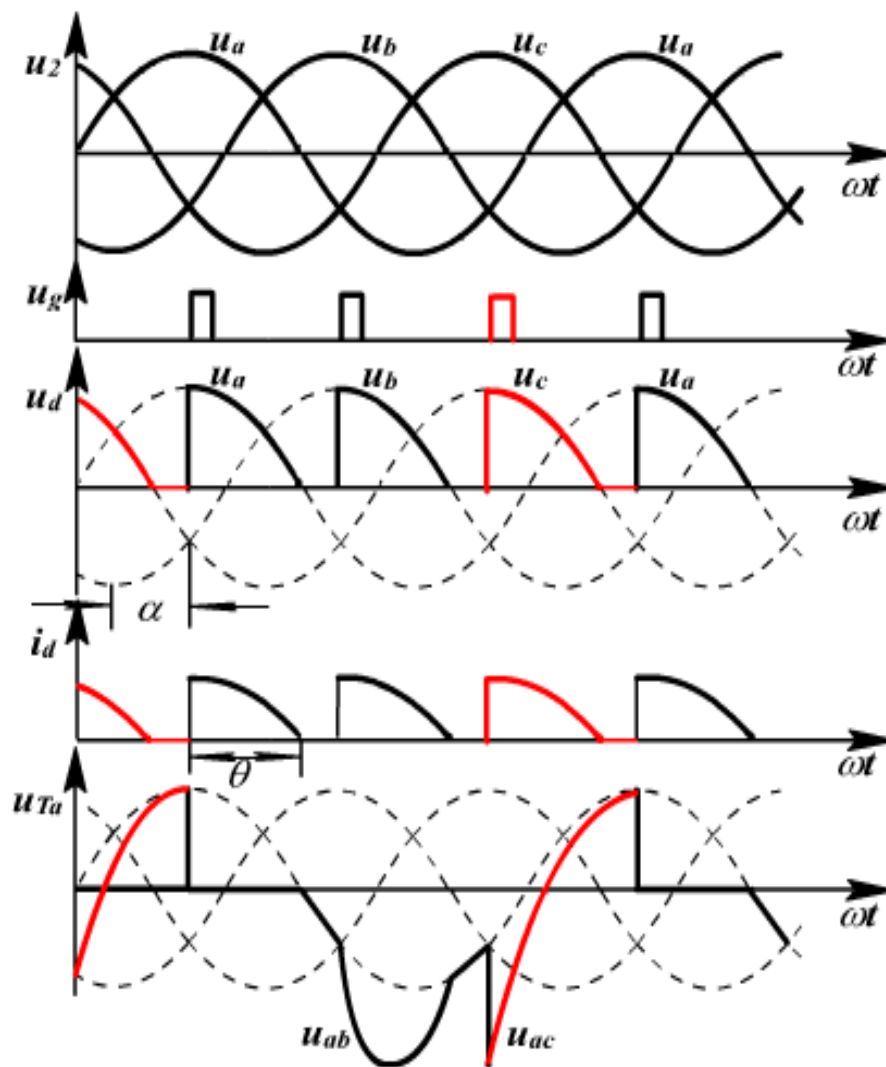 u2 ua ub uc ua
ωt
ug
ωt
ud ua ub uc ua
ωt
α
id
ωt
θ
uTa
ωt
uab uac